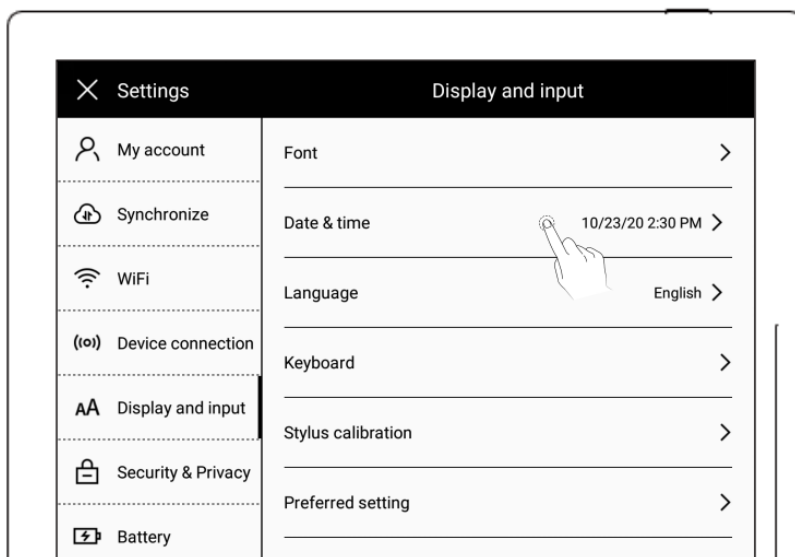 Settings
Display and input
My account
Synchronize
WiFi
Device connection
AA Display and input
Security & Privacy
Battery
Font
Date & time 10/23/20 2:30 PM
Language English
Keyboard
Stylus calibration
Preferred setting